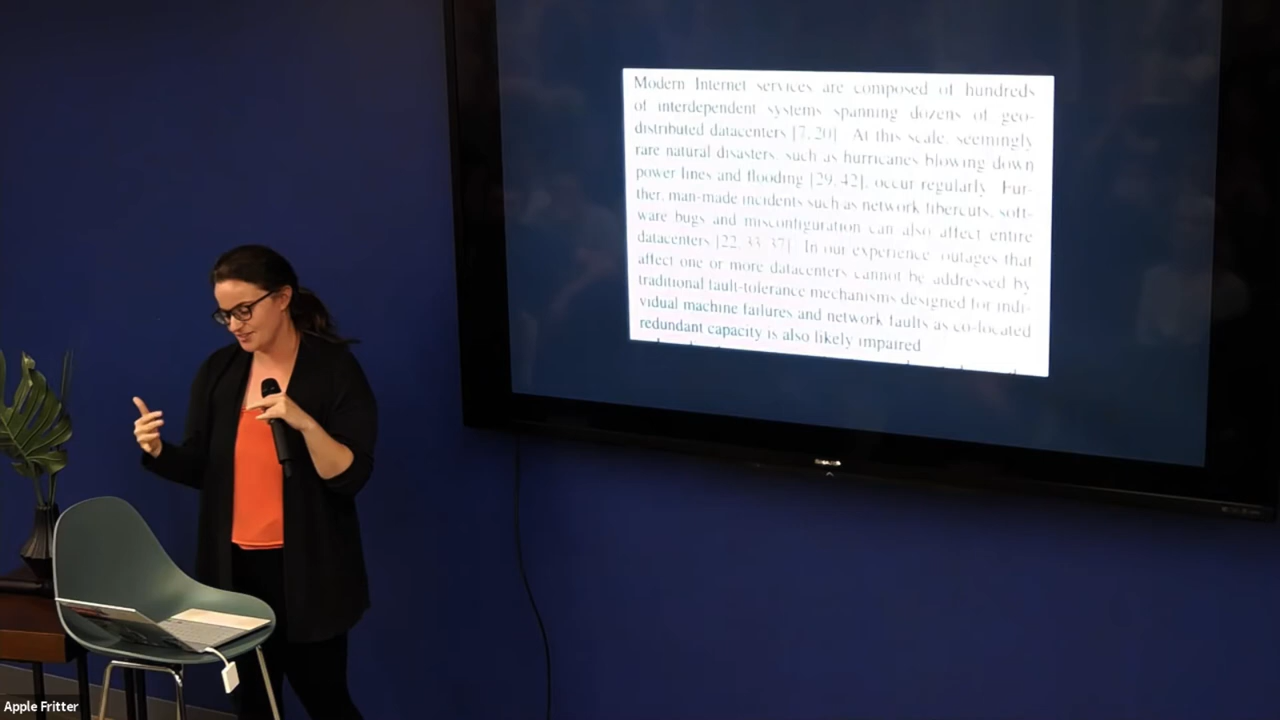 Modern Internet services are composed of hundreds
of interdependent systems spanning dozens of geo-
distributed datacenters [7, 20]. At this scale, seemingly
rare natural disasters, such as hurricanes blowing down
power lines and flooding [29, 42], occur regularly. Fur-
ther, man-made incidents such as network fibercuts, soft-
ware bugs and misconfiguration can also affect entire
datacenters [22, 33, 37]. In our experience, outages that
affect one or more datacenters cannot be addressed by
traditional fault-tolerance mechanisms designed for indi-
vidual machine failures and network faults as co-located
redundant capacity is also likely impaired
Apple Fritter